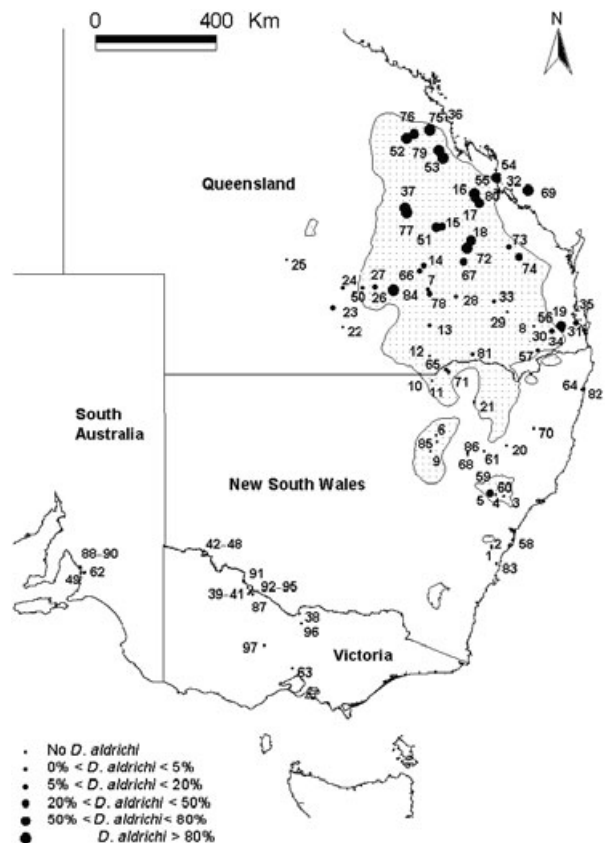 0 400 Km
N
76 75 36
52 79
53
54
Queensland
16 55 32 69
80
37 17
77 51 15 18
73
25 14 72
66 67 74
24 27 7
50 26 84 78 28 33
23 56 19 35
29 8
22 13 30 34 31
12 81 57
65
10 11 71
64 82
South
Australia
21
6 70
85 86 20
9 68 61
New South Wales
59
60
5 4 3
42-48 2
1 58
88-90 91 83
49 62 39-41 92-95
87
38
96
97 Victoria
63
No D. aldrichi
0% < D. aldrichi < 5%
5% < D. aldrichi < 20%
20% < D. aldrichi < 50%
50% < D. aldrichi < 80%
D. aldrichi > 80%